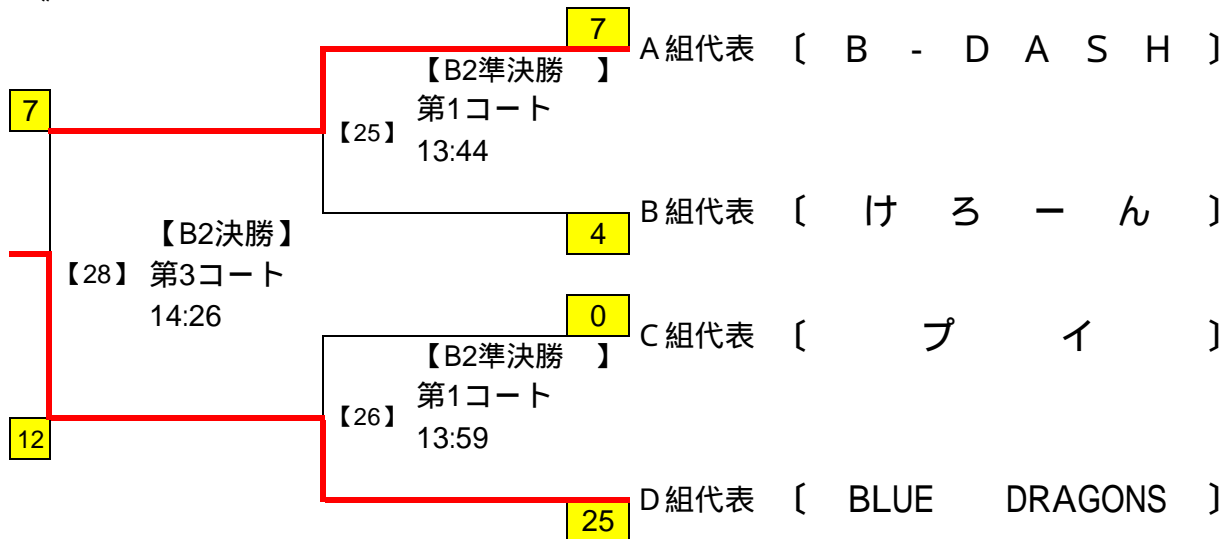 7
A組代表 〔 B - D A S H 〕
【B2準決勝 】
第1コート
【25】
13:44
7
4
B組代表 〔 け ろ ー ん 〕
【B2決勝】
【28】 第3コート
14:26
0
C組代表 〔 プ イ 〕
【B2準決勝 】
第1コート
【26】
13:59
12
25
D組代表 〔 BLUE DRAGONS 〕